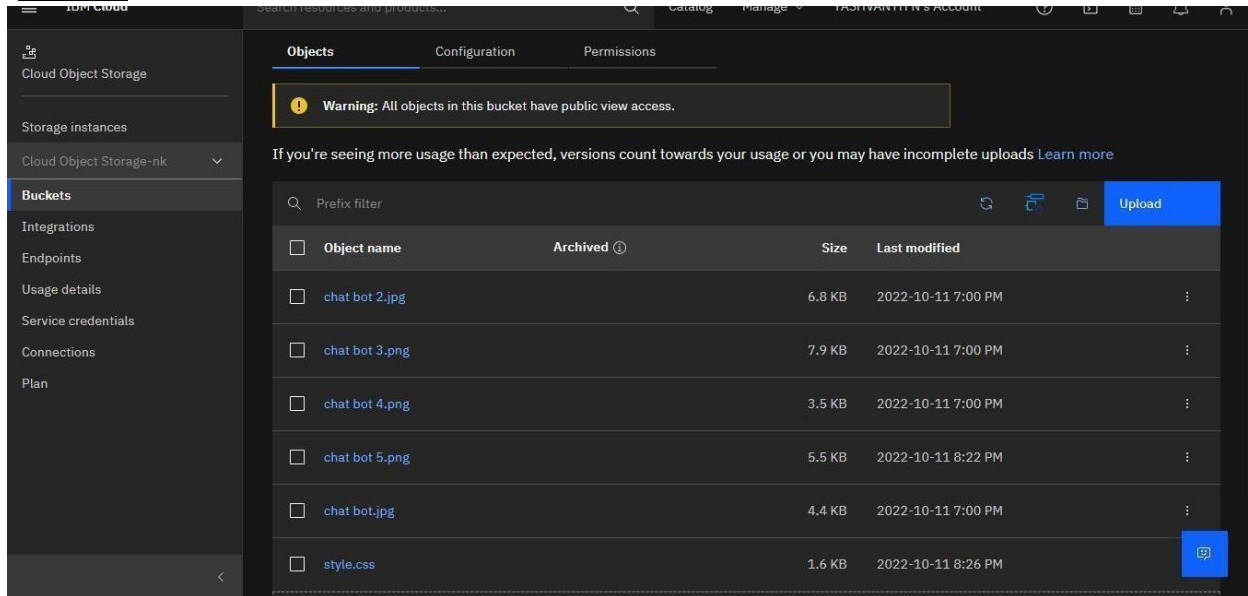 IBM Cloud
Search resources and products...
Catalog
Manage
YASHVANTH N's Account
Cloud Object Storage
Storage instances
Cloud Object Storage-nk
Buckets
Integrations
Endpoints
Usage details
Service credentials
Connections
Plan
Objects Configuration Permissions
Warning: All objects in this bucket have public view access.
If you're seeing more usage than expected, versions count towards your usage or you may have incomplete uploads Learn more
Prefix filter
Upload
Object name Archived Size Last modified
chat bot 2.jpg 6.8 KB 2022-10-11 7:00 PM
chat bot 3.png 7.9 KB 2022-10-11 7:00 PM
chat bot 4.png 3.5 KB 2022-10-11 7:00 PM
chat bot 5.png 5.5 KB 2022-10-11 8:22 PM
chat bot.jpg 4.4 KB 2022-10-11 7:00 PM
style.css 1.6 KB 2022-10-11 8:26 PM